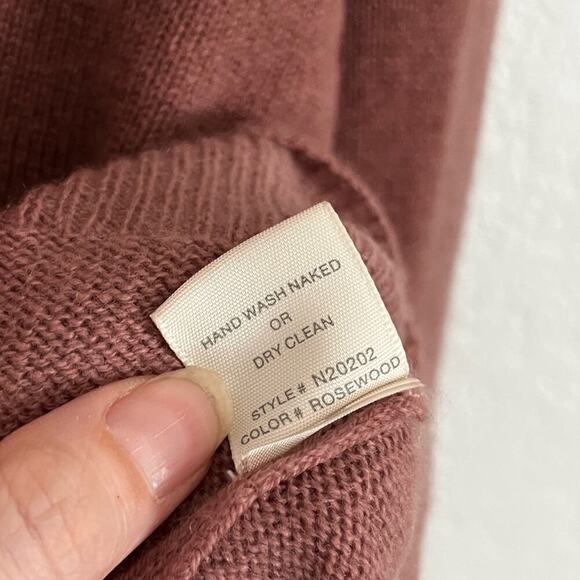 HAND WASH NAKED
OR
DRY CLEAN
STYLE # N20202
COLOR # ROSEWOOD